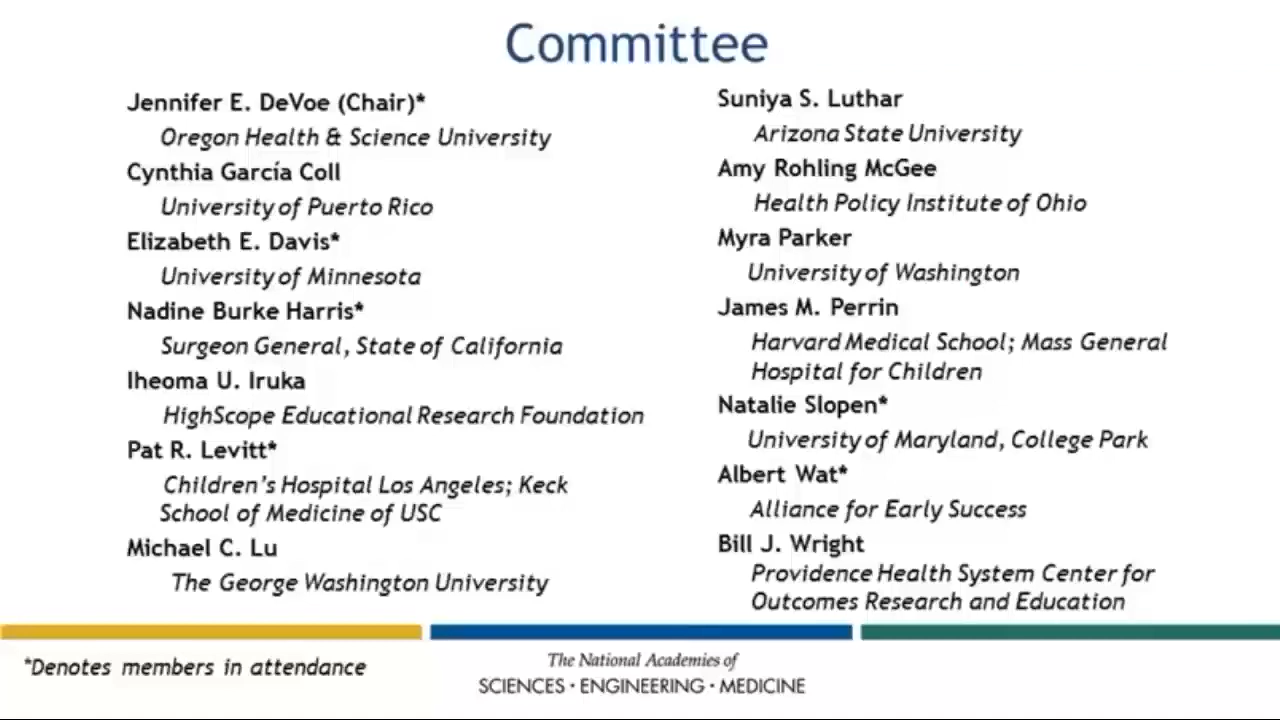 Committee
Jennifer E. DeVoe (Chair)*
Oregon Health & Science University
Cynthia García Coll
University of Puerto Rico
Elizabeth E. Davis*
University of Minnesota
Nadine Burke Harris*
Surgeon General, State of California
Iheoma U. Iruka
HighScope Educational Research Foundation
Pat R. Levitt*
Children's Hospital Los Angeles; Keck
School of Medicine of USC
Michael C. Lu
The George Washington University
Suniya S. Luthar
Arizona State University
Amy Rohling McGee
Health Policy Institute of Ohio
Myra Parker
University of Washington
James M. Perrin
Harvard Medical School; Mass General
Hospital for Children
Natalie Slopen*
University of Maryland, College Park
Albert Wat*
Alliance for Early Success
Bill J. Wright
Providence Health System Center for
Outcomes Research and Education
*Denotes members in attendance
The National Academies of
SCIENCES · ENGINEERING · MEDICINE